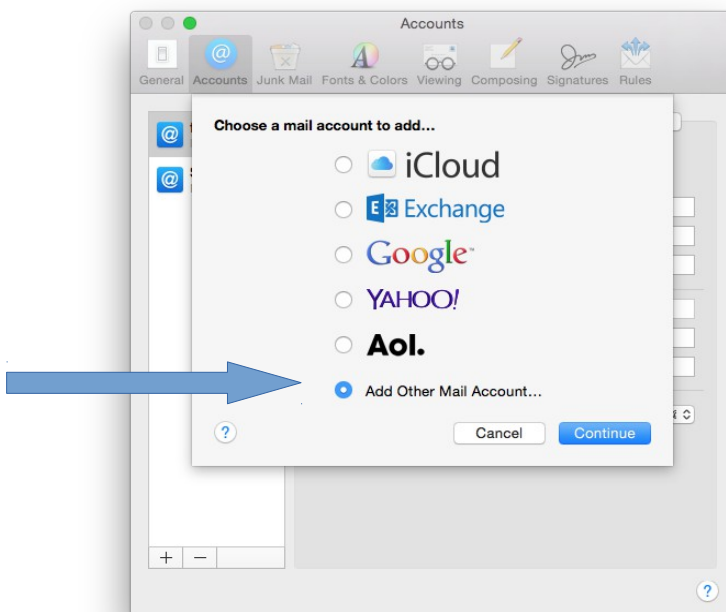 Accounts
General Accounts Junk Mail Fonts & Colors Viewing Composing Signatures Rules
Choose a mail account to add...
iCloud
E Exchange
Google™
YAHOO!
Aol.
Add Other Mail Account...
? Cancel Continue
+ −
?